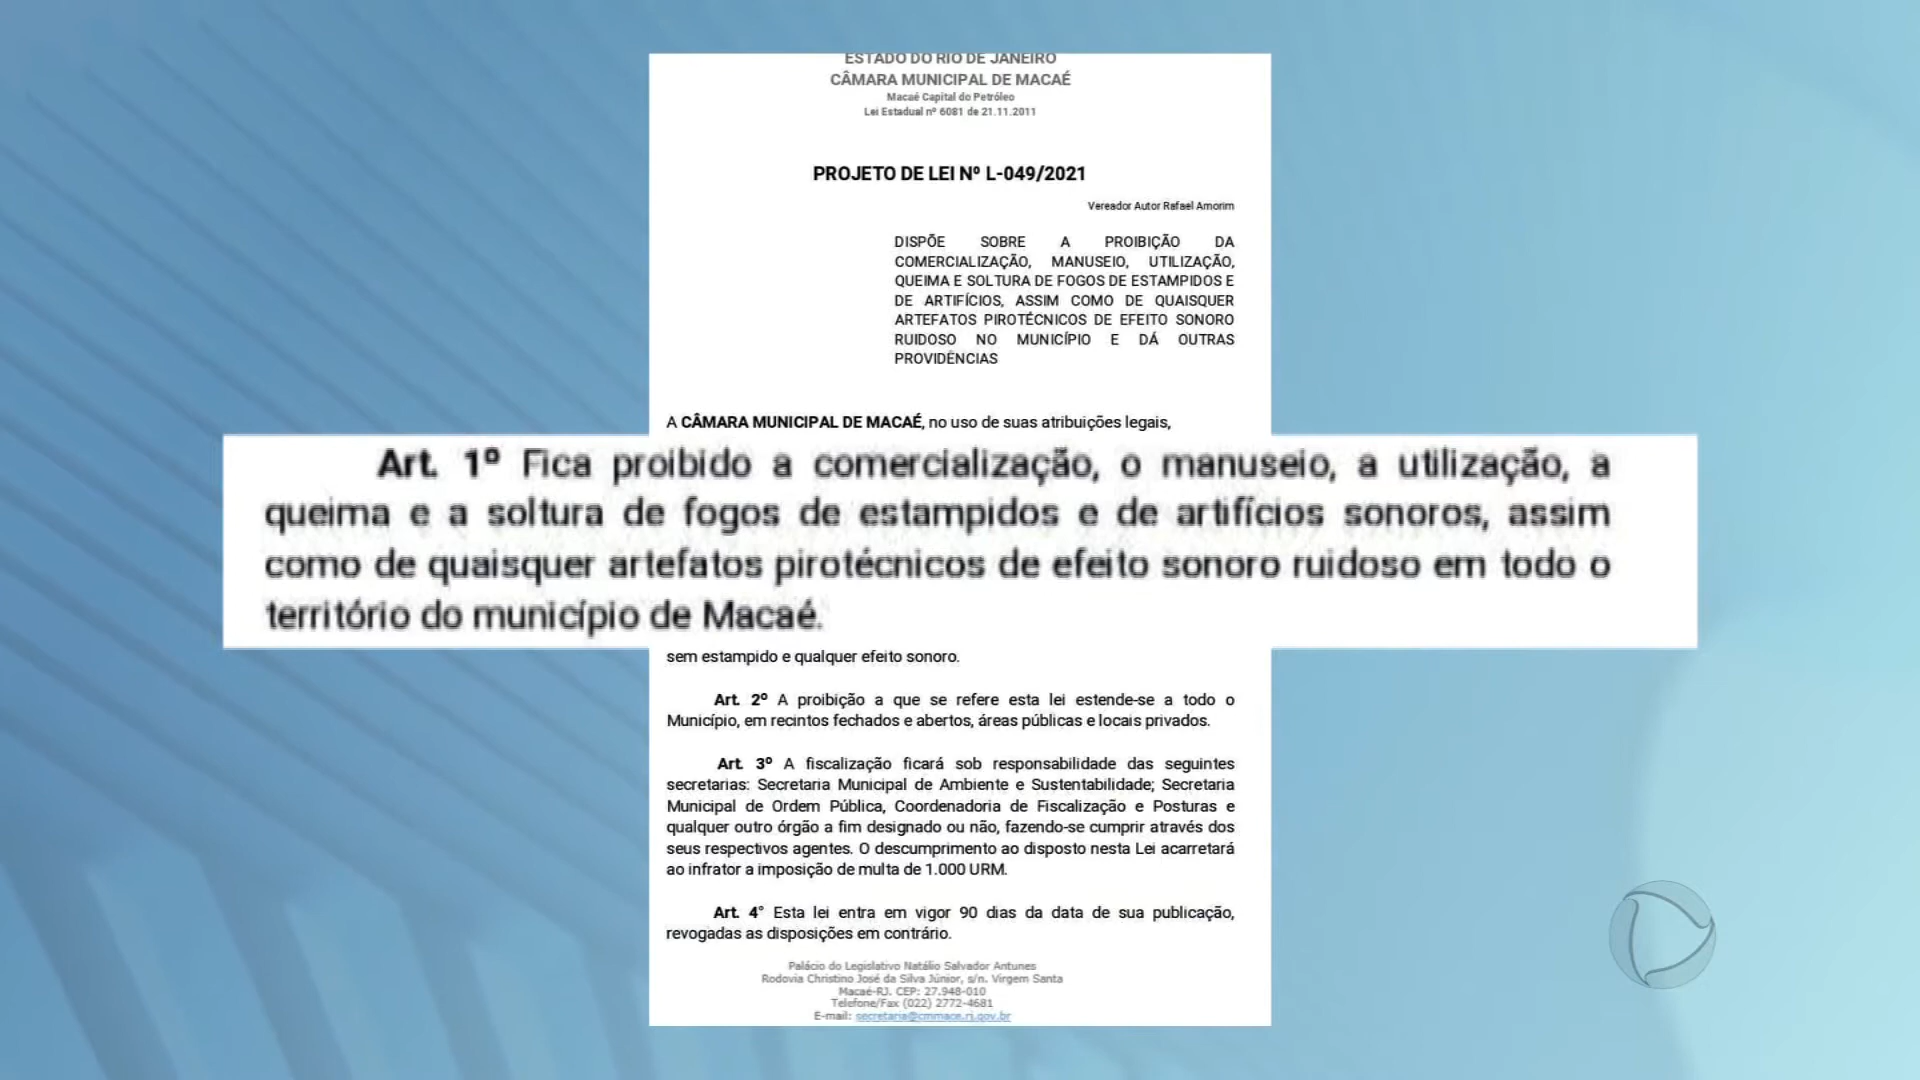 ESTADO DO RIO DE JANEIRO
CÂMARA MUNICIPAL DE MACAÉ
Macaé Capital do Petróleo
Lei Estadual nº 6081 de 21.11.2011
PROJETO DE LEI Nº L-049/2021
Vereador Autor Rafael Amorim
DISPÕE SOBRE A PROIBIÇÃO DA
COMERCIALIZAÇÃO, MANUSEIO, UTILIZAÇÃO,
QUEIMA E SOLTURA DE FOGOS DE ESTAMPIDOS E
DE ARTIFÍCIOS, ASSIM COMO DE QUAISQUER
ARTEFATOS PIROTÉCNICOS DE EFEITO SONORO
RUIDOSO NO MUNICÍPIO E DÁ OUTRAS
PROVIDÊNCIAS
A CÂMARA MUNICIPAL DE MACAÉ, no uso de suas atribuições legais,
Art. 1º Fica proibido a comercialização, o manuseio, a utilização, a
queima e a soltura de fogos de estampidos e de artifícios sonoros, assim
como de quaisquer artefatos pirotécnicos de efeito sonoro ruidoso em todo o
território do município de Macaé.
sem estampido e qualquer efeito sonoro.
Art. 2º A proibição a que se refere esta lei estende-se a todo o
Município, em recintos fechados e abertos, áreas públicas e locais privados.
Art. 3º A fiscalização ficará sob responsabilidade das seguintes
secretarias: Secretaria Municipal de Ambiente e Sustentabilidade; Secretaria
Municipal de Ordem Pública, Coordenadoria de Fiscalização e Posturas e
qualquer outro órgão a fim designado ou não, fazendo-se cumprir através dos
seus respectivos agentes. O descumprimento ao disposto nesta Lei acarretará
ao infrator a imposição de multa de 1.000 URM.
Art. 4° Esta lei entra em vigor 90 dias da data de sua publicação,
revogadas as disposições em contrário.
Palácio do Legislativo Natálio Salvador Antunes
Rodovia Christino José da Silva Júnior, s/n. Virgem Santa
Macaé-RJ. CEP: 27.948-010
Telefone/Fax (022) 2772-4681
E-mail: secretaria@cmmace.rj.gov.br